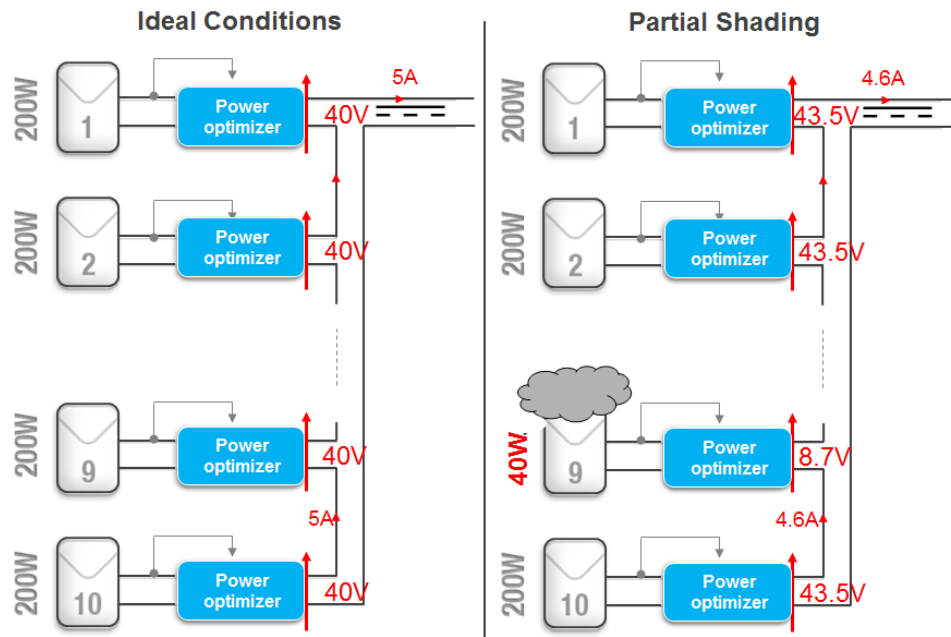 Ideal Conditions
200W
1
Power
optimizer
40V
5A
200W
2
Power
optimizer
40V
200W
9
Power
optimizer
40V
5A
200W
10
Power
optimizer
40V
Partial Shading
200W
1
Power
optimizer
43.5V
4.6A
200W
2
Power
optimizer
43.5V
40W
9
Power
optimizer
8.7V
4.6A
200W
10
Power
optimizer
43.5V